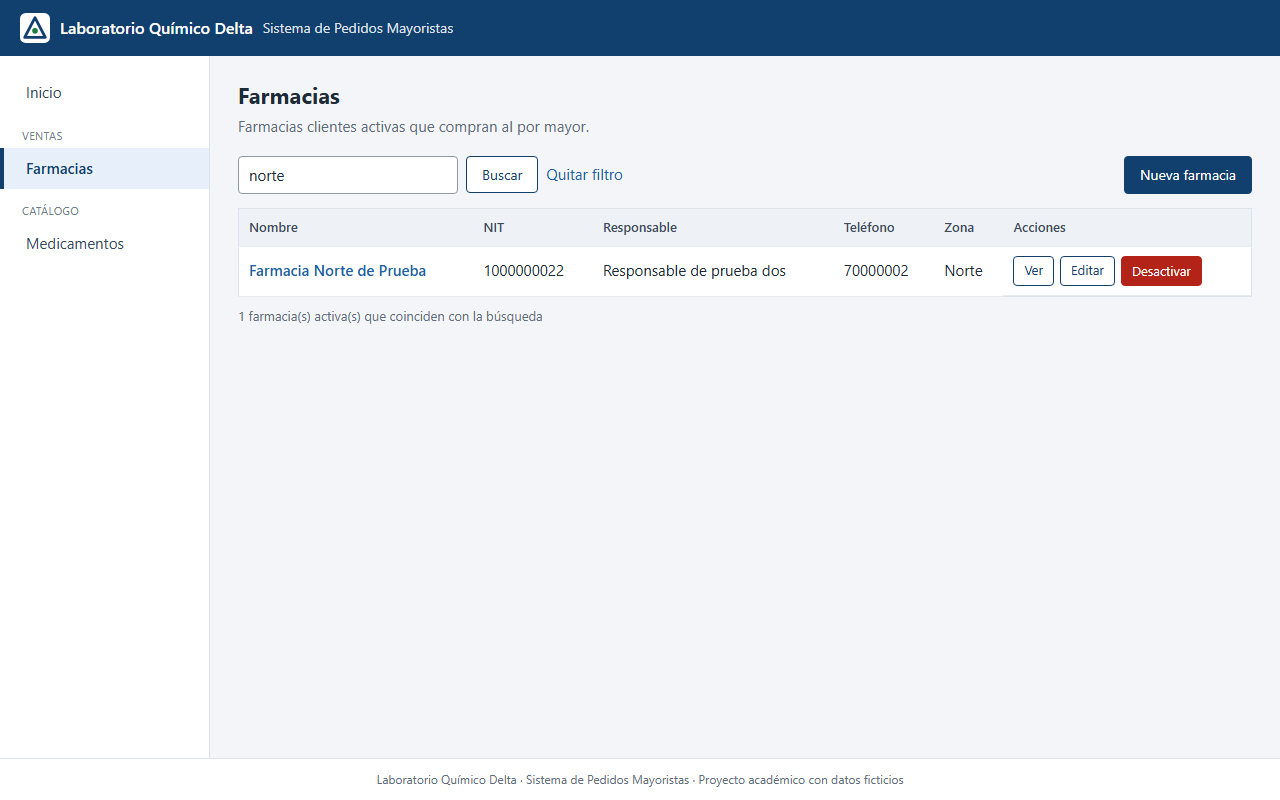 Laboratorio Químico Delta Sistema de Pedidos Mayoristas
Inicio
VENTAS
Farmacias
CATÁLOGO
Medicamentos
Farmacias
Farmacias clientes activas que compran al por mayor.
norte Buscar Quitar filtro Nueva farmacia
Nombre NIT Responsable Teléfono Zona Acciones
Farmacia Norte de Prueba 1000000022 Responsable de prueba dos 70000002 Norte Ver Editar Desactivar
1 farmacia(s) activa(s) que coinciden con la búsqueda
Laboratorio Químico Delta · Sistema de Pedidos Mayoristas · Proyecto académico con datos ficticios